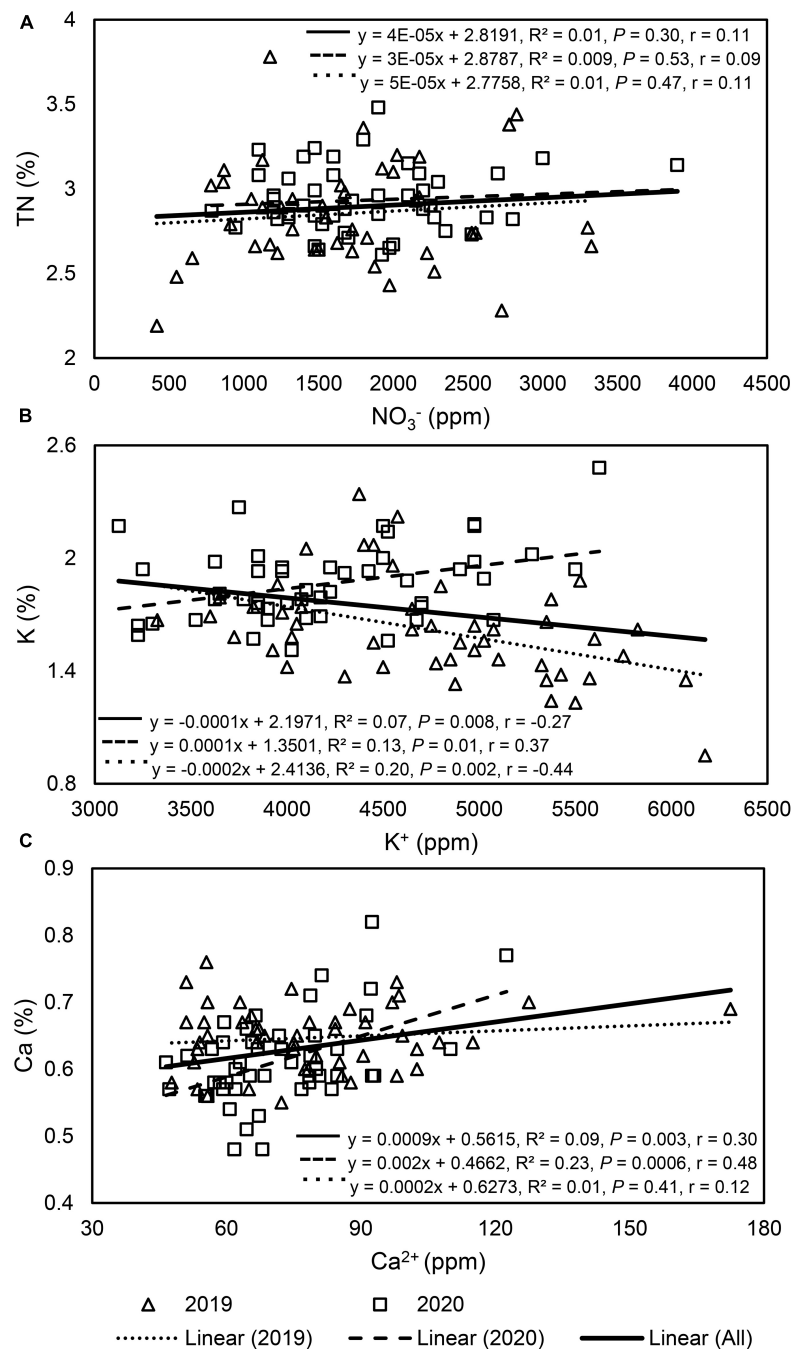 A
4
3.5
3
2.5
2
TN (%)
y = 4E-05x + 2.8191, R² = 0.01, P = 0.30, r = 0.11
y = 3E-05x + 2.8787, R² = 0.009, P = 0.53, r = 0.09
y = 5E-05x + 2.7758, R² = 0.01, P = 0.47, r = 0.11
0 500 1000 1500 2000 2500 3000 3500 4000 4500
NO₃⁻ (ppm)
B
2.6
2
1.4
0.8
K (%)
y = -0.0001x + 2.1971, R² = 0.07, P = 0.008, r = -0.27
y = 0.0001x + 1.3501, R² = 0.13, P = 0.01, r = 0.37
y = -0.0002x + 2.4136, R² = 0.20, P = 0.002, r = -0.44
3000 3500 4000 4500 5000 5500 6000 6500
K⁺ (ppm)
C
0.9
0.8
0.7
0.6
0.5
0.4
Ca (%)
y = 0.0009x + 0.5615, R² = 0.09, P = 0.003, r = 0.30
y = 0.002x + 0.4662, R² = 0.23, P = 0.0006, r = 0.48
y = 0.0002x + 0.6273, R² = 0.01, P = 0.41, r = 0.12
30 60 90 120 150 180
Ca²⁺ (ppm)
2019 2020
Linear (2019) Linear (2020) Linear (All)